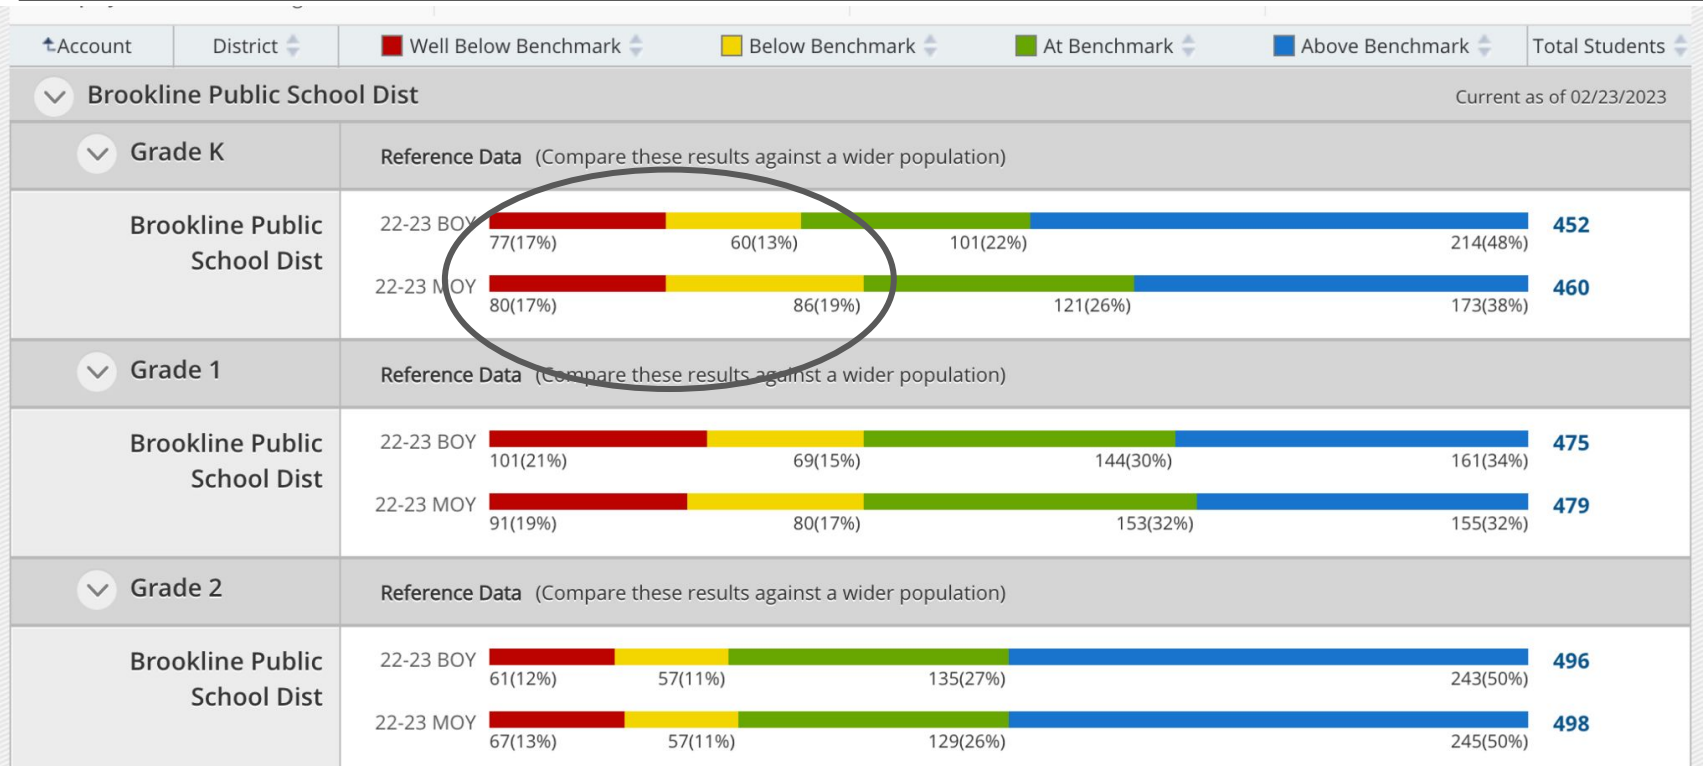 Account District Well Below Benchmark Below Benchmark At Benchmark Above Benchmark Total Students
Brookline Public School Dist Current as of 02/23/2023
Grade K Reference Data (Compare these results against a wider population)
Brookline Public School Dist
22-23 BOY 452
77(17%) 60(13%) 101(22%) 214(48%)
22-23 MOY 460
80(17%) 86(19%) 121(26%) 173(38%)
Grade 1 Reference Data (Compare these results against a wider population)
Brookline Public School Dist
22-23 BOY 475
101(21%) 69(15%) 144(30%) 161(34%)
22-23 MOY 479
91(19%) 80(17%) 153(32%) 155(32%)
Grade 2 Reference Data (Compare these results against a wider population)
Brookline Public School Dist
22-23 BOY 496
61(12%) 57(11%) 135(27%) 243(50%)
22-23 MOY 498
67(13%) 57(11%) 129(26%) 245(50%)